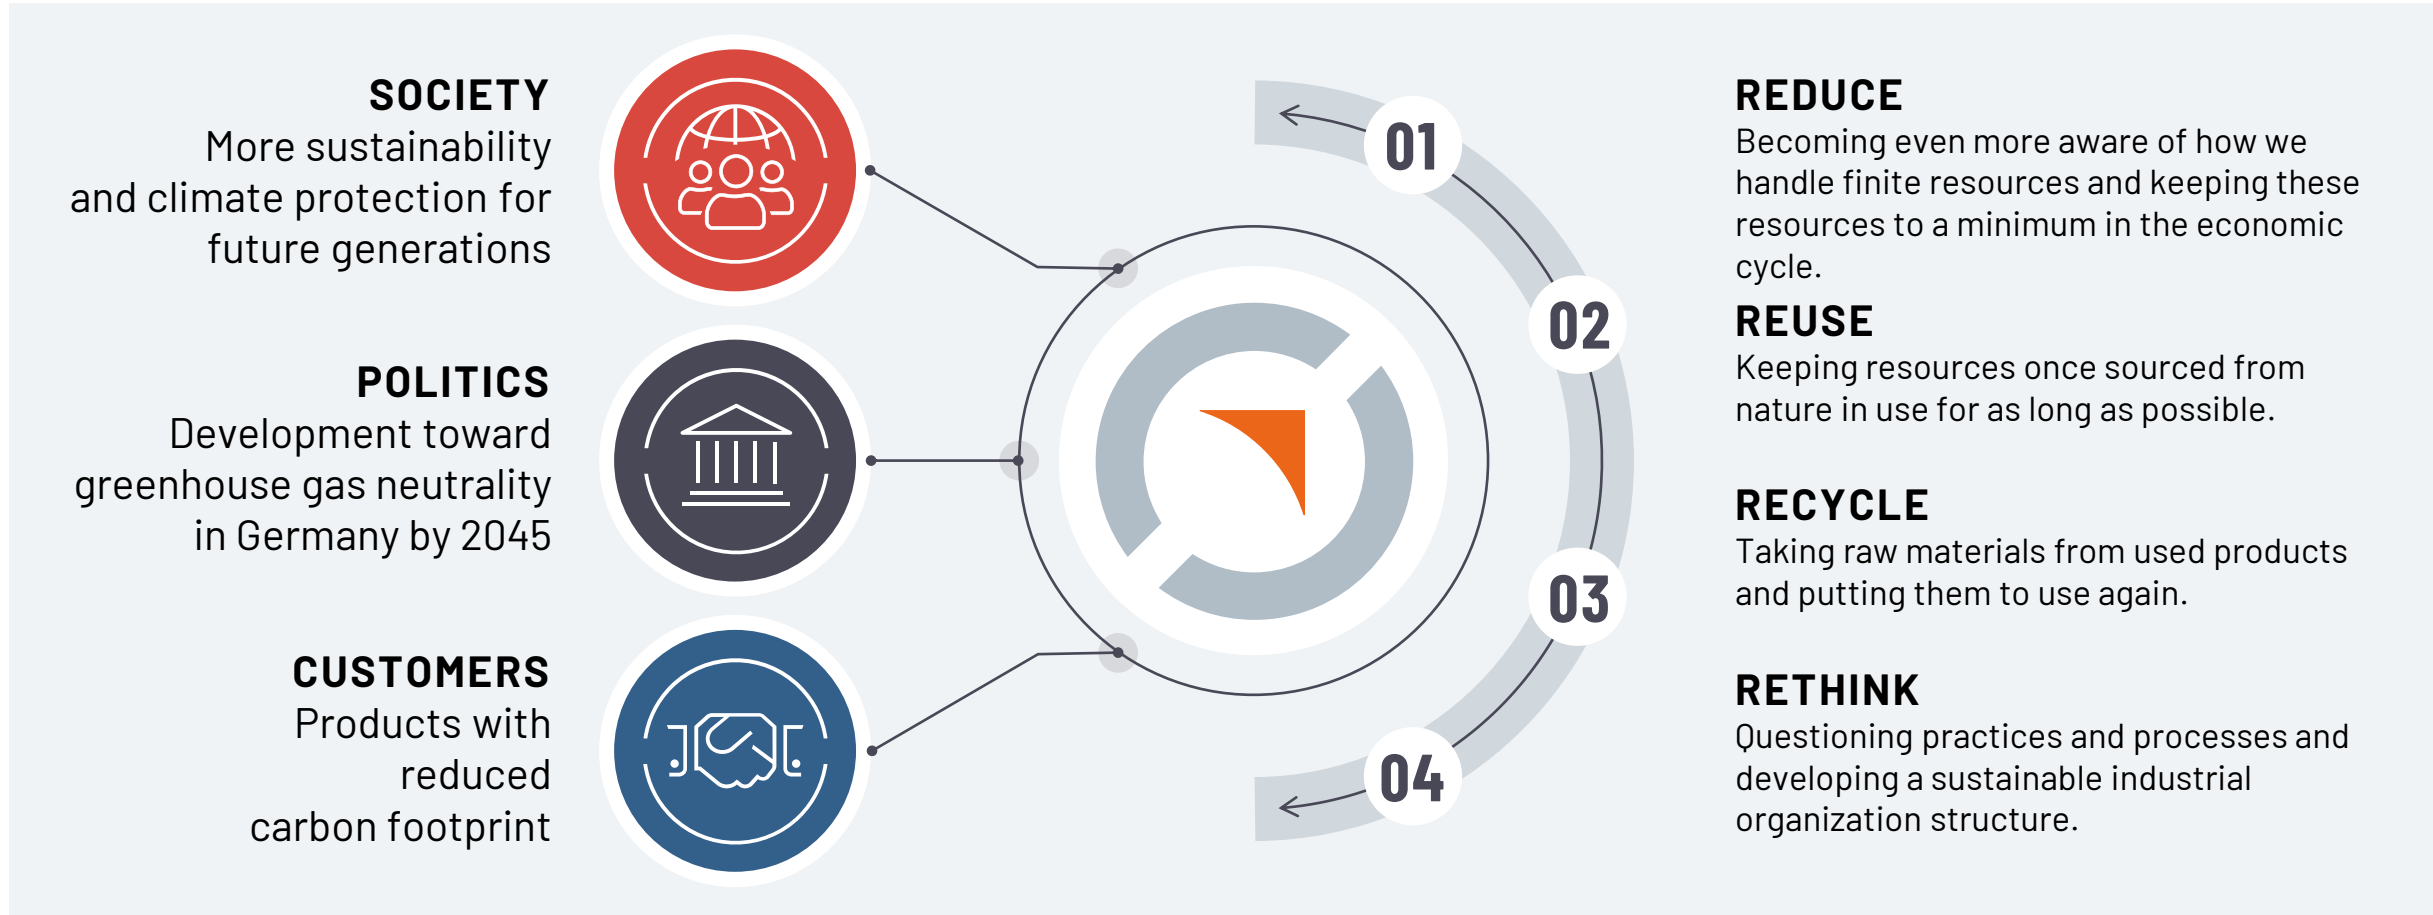 SOCIETY
More sustainability
and climate protection for
future generations
POLITICS
Development toward
greenhouse gas neutrality
in Germany by 2045
CUSTOMERS
Products with
reduced
carbon footprint
01
02
03
04
REDUCE
Becoming even more aware of how we
handle finite resources and keeping these
resources to a minimum in the economic
cycle.
REUSE
Keeping resources once sourced from
nature in use for as long as possible.
RECYCLE
Taking raw materials from used products
and putting them to use again.
RETHINK
Questioning practices and processes and
developing a sustainable industrial
organization structure.